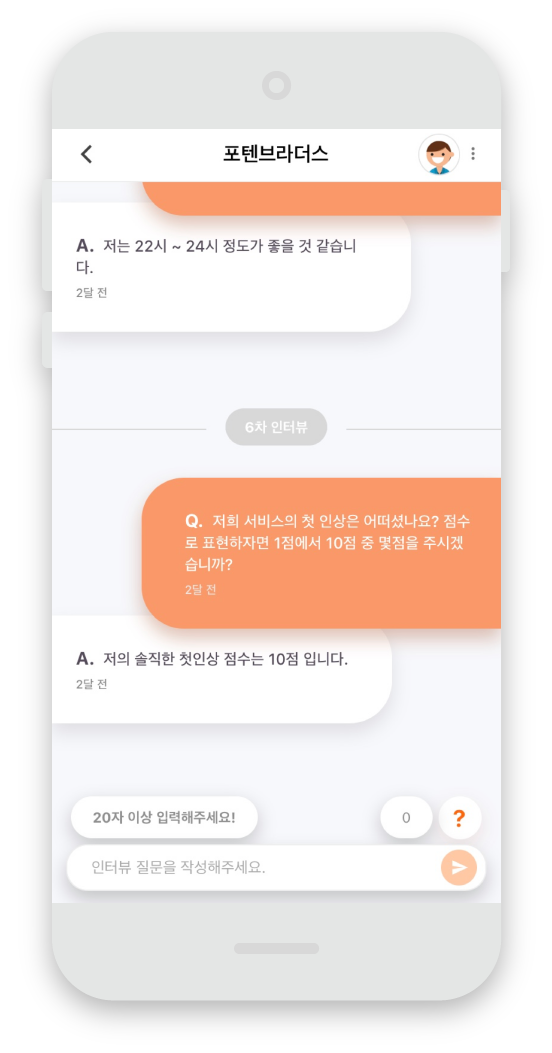 포텐브라더스
A. 저는 22시 ~ 24시 정도가 좋을 것 같습니
다.
2달 전
6차 인터뷰
Q. 저희 서비스의 첫 인상은 어떠셨나요? 점수
로 표현하자면 1점에서 10점 중 몇점을 주시겠
습니까?
2달 전
A. 저의 솔직한 첫인상 점수는 10점 입니다.
2달 전
20자 이상 입력해주세요!
0
?
인터뷰 질문을 작성해주세요.